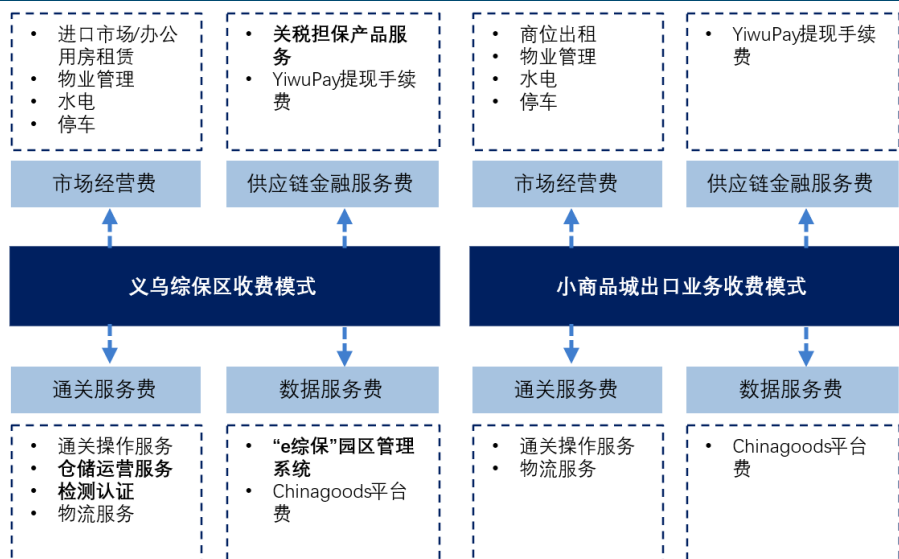 进口市场/办公
用房租赁
物业管理
水电
停车
关税担保产品服
务
YiwuPay提现手续
费
商位出租
物业管理
水电
停车
YiwuPay提现手续
费
市场经营费
供应链金融服务费
市场经营费
供应链金融服务费
义乌综保区收费模式
小商品城出口业务收费模式
通关服务费
数据服务费
通关服务费
数据服务费
通关操作服务
仓储运营服务
检测认证
物流服务
“e综保”园区管理
系统
Chinagoods平台
费
通关操作服务
物流服务
Chinagoods平台
费